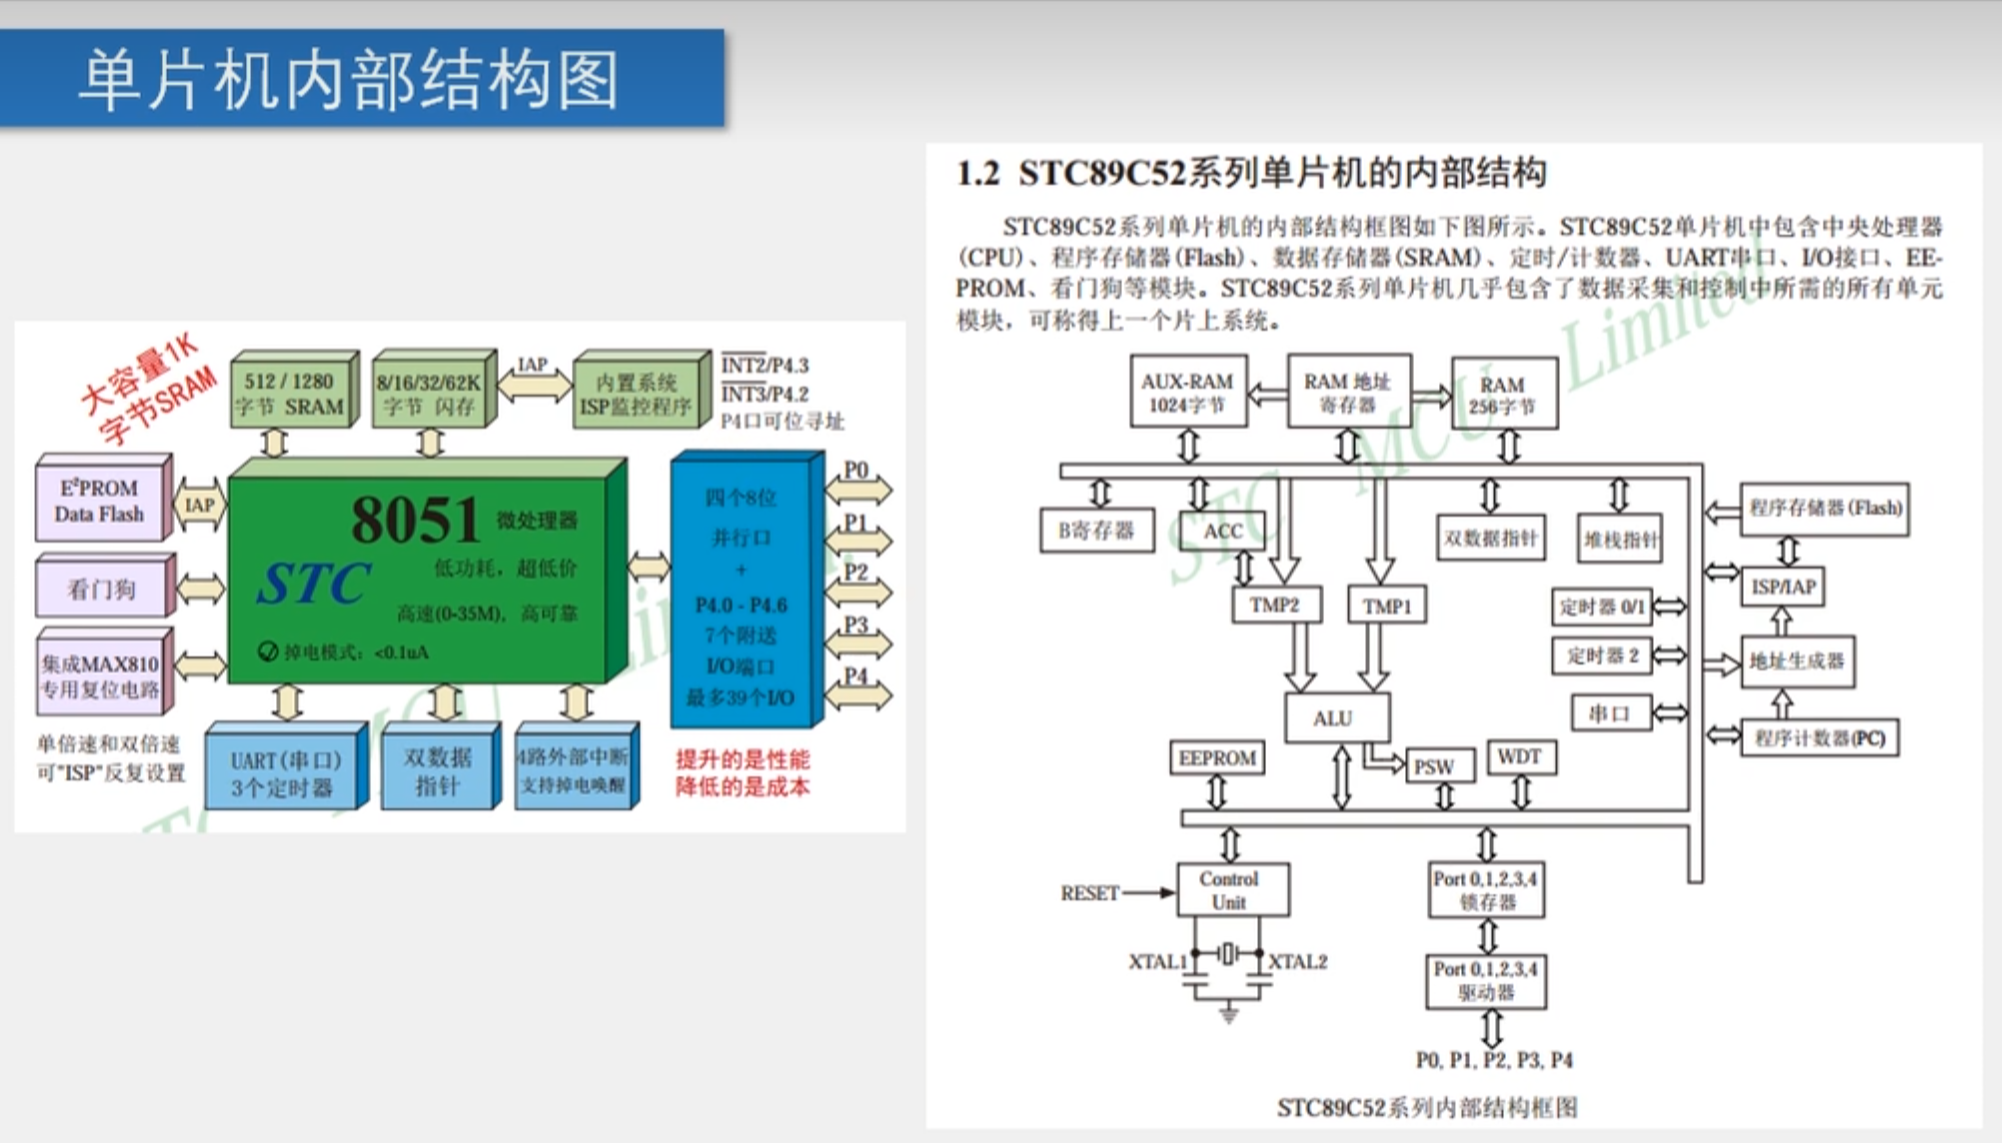 单片机内部结构图
大容量1K
字节SRAM
512 / 1280
字节 SRAM
8/16/32/62K
字节 闪存
IAP
内置系统
ISP监控程序
INT2/P4.3
INT3/P4.2
P4口可位寻址
E²PROM
Data Flash
IAP
看门狗
集成MAX810
专用复位电路
单倍速和双倍速
可"ISP"反复设置
8051 微处理器
STC
低功耗，超低价
高速(0-35M)，高可靠
掉电模式：<0.1uA
四个8位
并行口
+
P4.0 - P4.6
7个附送
I/O端口
最多39个I/O
P0
P1
P2
P3
P4
UART(串口)
3个定时器
双数据
指针
4路外部中断
支持掉电唤醒
提升的是性能
降低的是成本
1.2 STC89C52系列单片机的内部结构
STC89C52系列单片机的内部结构框图如下图所示。STC89C52单片机中包含中央处理器
(CPU)、程序存储器(Flash)、数据存储器(SRAM)、定时/计数器、UART串口、I/O接口、EE-
PROM、看门狗等模块。STC89C52系列单片机几乎包含了数据采集和控制中所需的所有单元
模块，可称得上一个片上系统。
STC MCU Limited
AUX-RAM
1024字节
RAM 地址
寄存器
RAM
256字节
B寄存器
ACC
双数据指针
堆栈指针
程序存储器(Flash)
ISP/IAP
TMP2
TMP1
定时器 0/1
定时器 2
地址生成器
串口
程序计数器(PC)
ALU
EEPROM
PSW
WDT
RESET
Control
Unit
XTAL1
XTAL2
Port 0,1,2,3,4
锁存器
Port 0,1,2,3,4
驱动器
P0, P1, P2, P3, P4
STC89C52系列内部结构框图